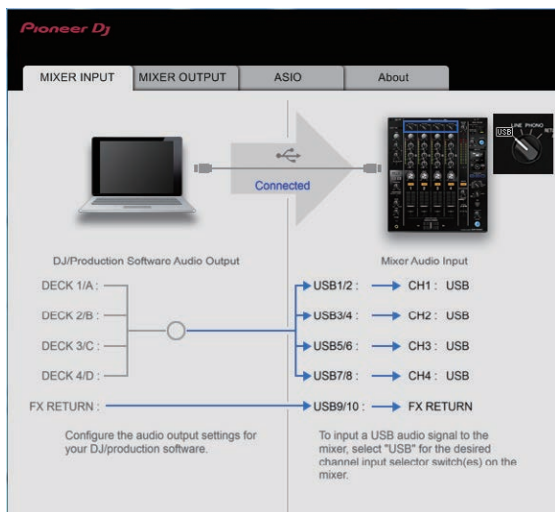 Pioneer Dj
MIXER INPUT
MIXER OUTPUT
ASIO
About
LINE PHONO
USB
Connected
DJ/Production Software Audio Output
Mixer Audio Input
DECK 1/A :
USB1/2 :
CH1 : USB
DECK 2/B :
USB3/4 :
CH2 : USB
DECK 3/C :
USB5/6 :
CH3 : USB
DECK 4/D :
USB7/8 :
CH4 : USB
FX RETURN :
USB9/10 :
FX RETURN
Configure the audio output settings for
your DJ/production software.
To input a USB audio signal to the
mixer, select "USB" for the desired
channel input selector switch(es) on the
mixer.